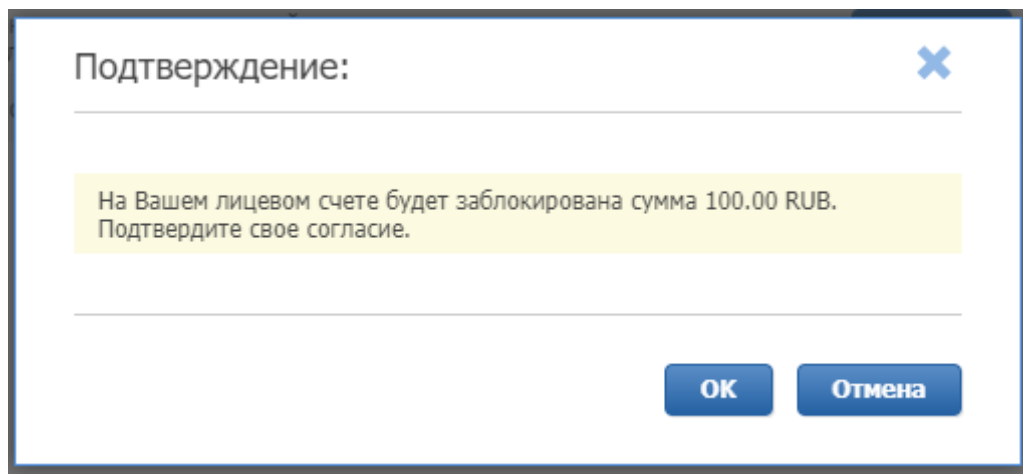 Подтверждение:
На Вашем лицевом счете будет заблокирована сумма 100.00 RUB.
Подтвердите свое согласие.
OK
Отмена